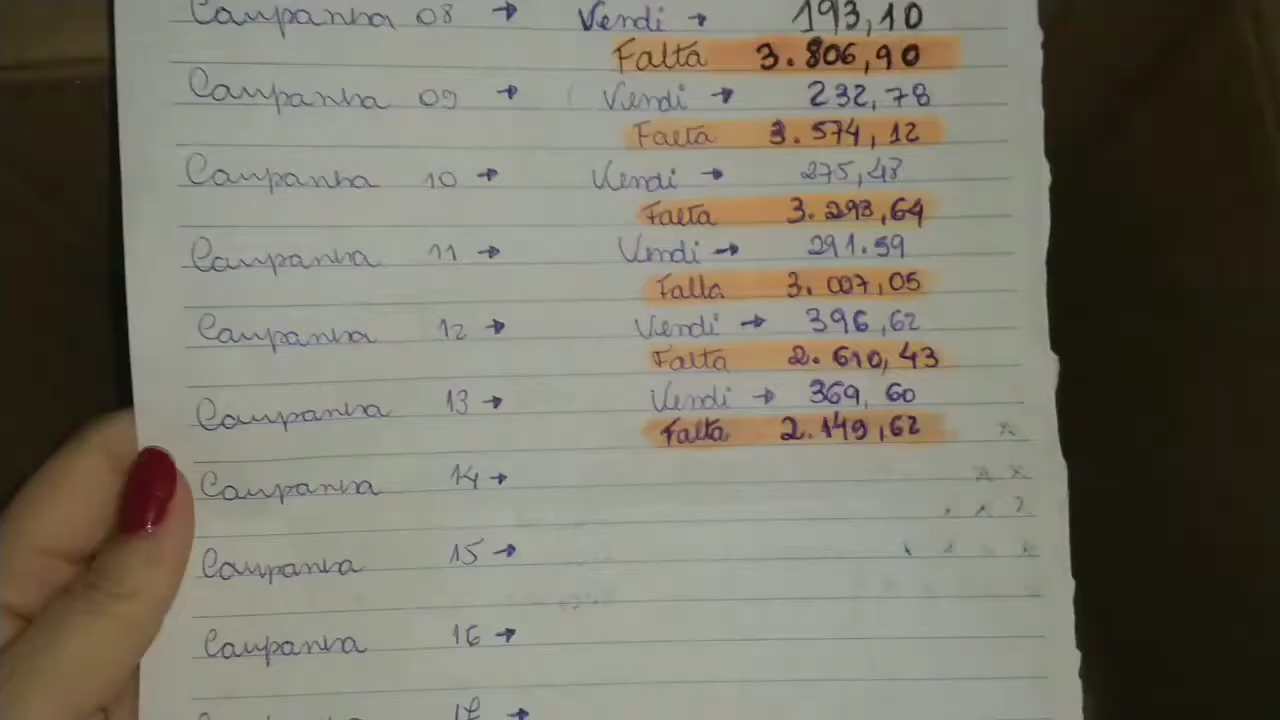 Campanha 08 → Vendi → 193,10
Falta 3.806,90
Campanha 09 → Vendi → 232,78
Falta 3.574,12
Campanha 10 → Vendi → 275,48
Falta 3.298,64
Campanha 11 → Vendi → 291.59
Falta 3.007,05
Campanha 12 → Vendi → 396,62
Falta 2.610,43
Campanha 13 → Vendi → 369,60
Falta 2.149,62
Campanha 14 →
Campanha 15 →
Campanha 16 →
17 →